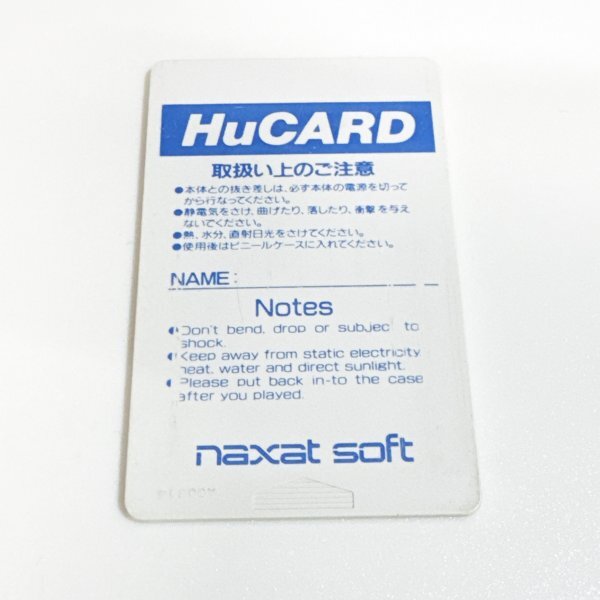 HuCARD
取扱い上のご注意
●本体との抜き差しは、必ず本体の電源を切って
から行なってください。
●静電気をさけ、曲げたり、落したり、衝撃を与え
ないでください。
●熱、水分、直射日光をさけてください。
●使用後はビニールケースに入れてください。
NAME:
Notes
●Don't bend, drop or subject to
shock.
●Keep away from static electricity
heat, water and direct sunlight.
●Please put back in-to the case
after you played.
naxat soft